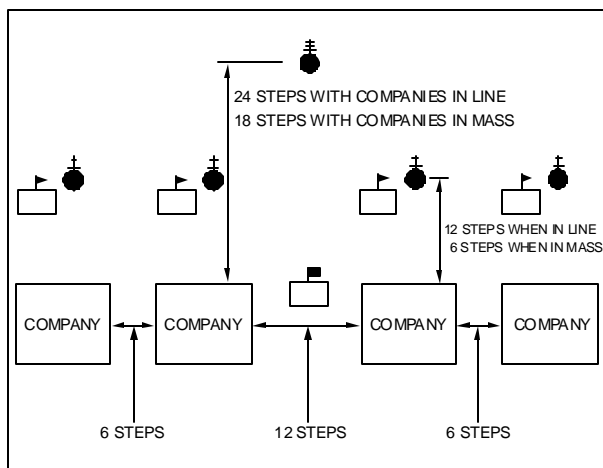 24 STEPS WITH COMPANIES IN LINE
18 STEPS WITH COMPANIES IN MASS
12 STEPS WHEN IN LINE
6 STEPS WHEN IN MASS
COMPANY
COMPANY
COMPANY
COMPANY
6 STEPS
12 STEPS
6 STEPS